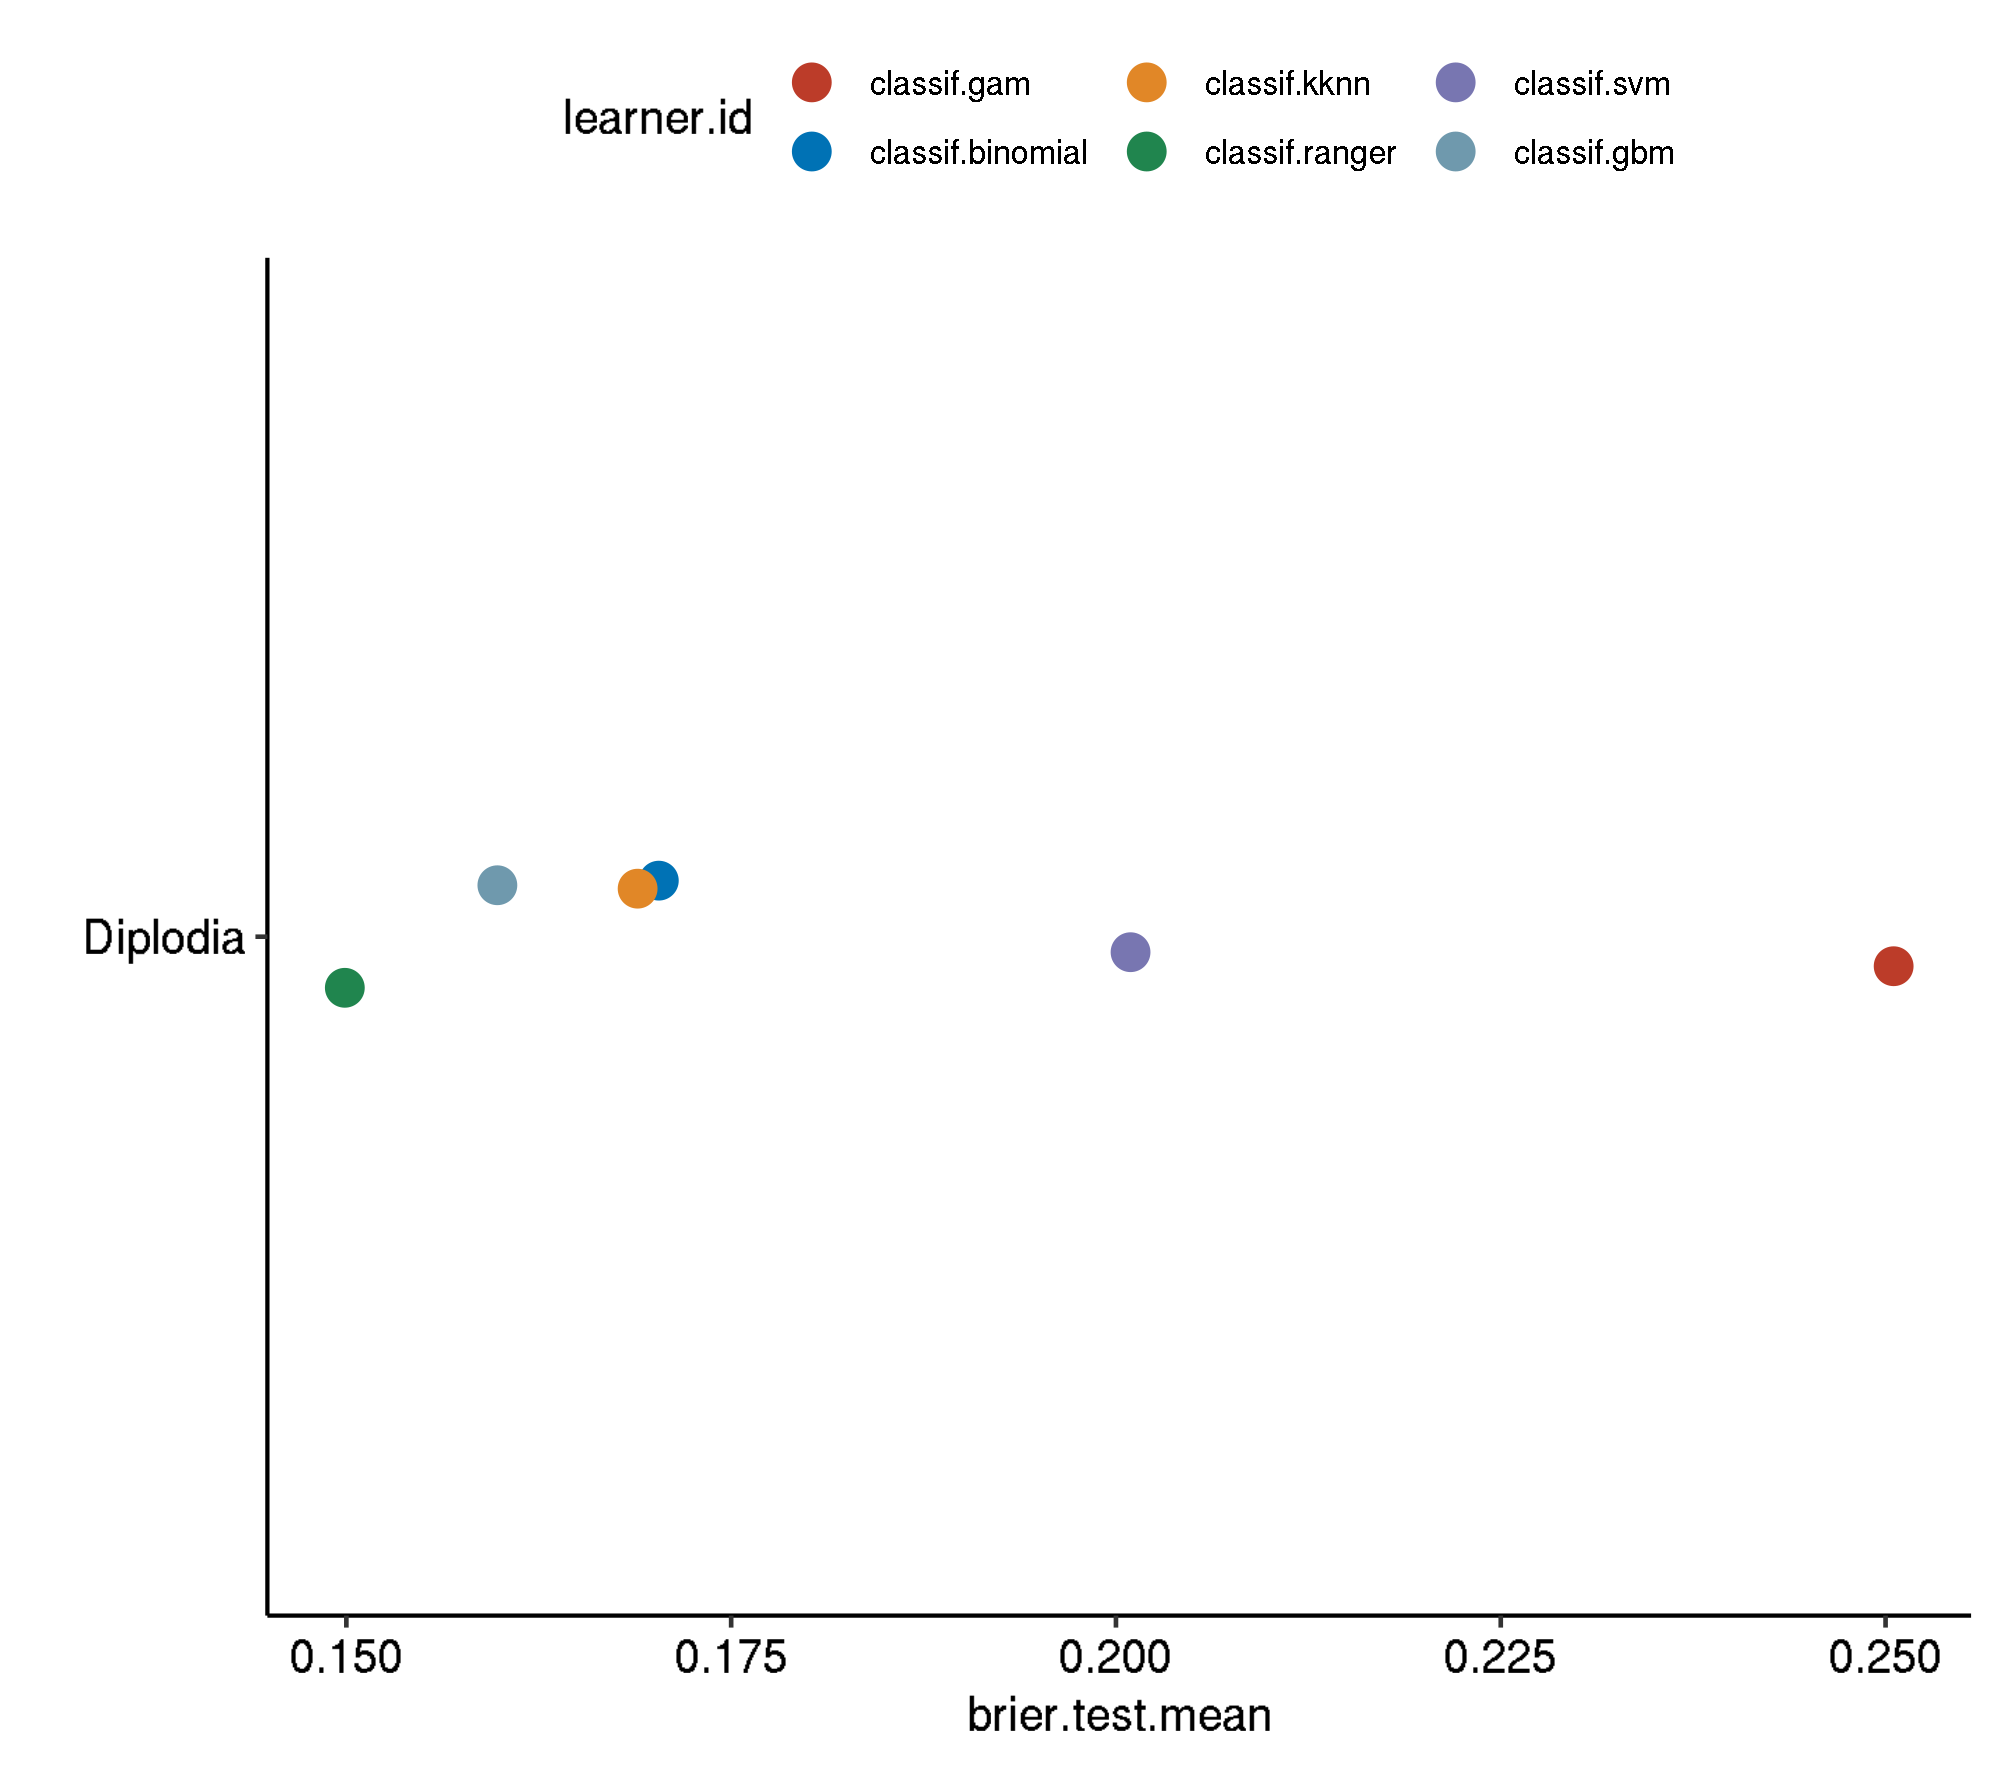 learner.id
classif.gam classif.kknn classif.svm
classif.binomial classif.ranger classif.gbm
Diplodia
0.150 0.175 0.200 0.225 0.250
brier.test.mean